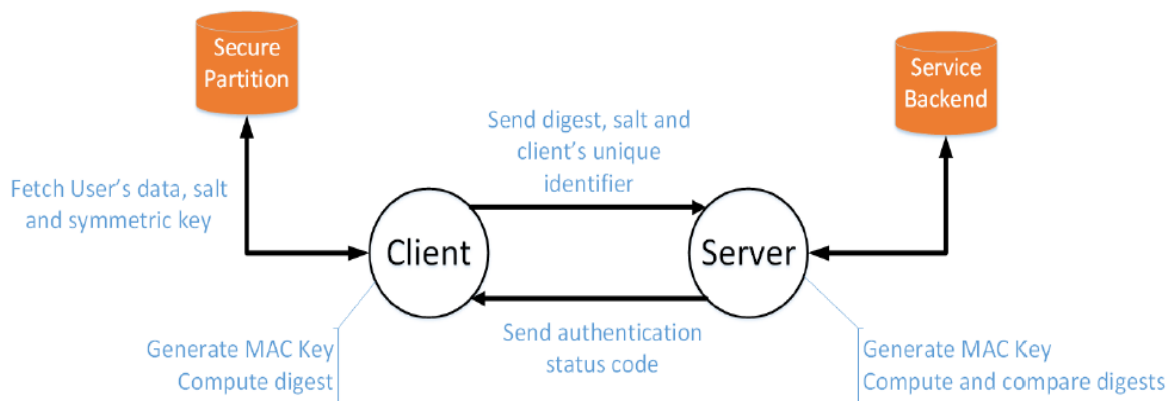 Secure
Partition
Service
Backend
Send digest, salt and
client's unique
identifier
Fetch User's data, salt
and symmetric key
Client
Server
Send authentication
status code
Generate MAC Key
Compute digest
Generate MAC Key
Compute and compare digests